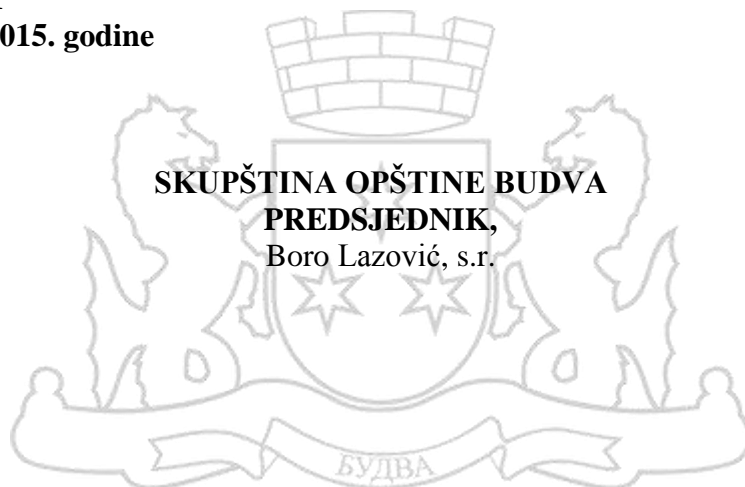 015. godine
SKUPŠTINA OPŠTINE BUDVA
PREDSJEDNIK,
Boro Lazović, s.r.
БУДВА